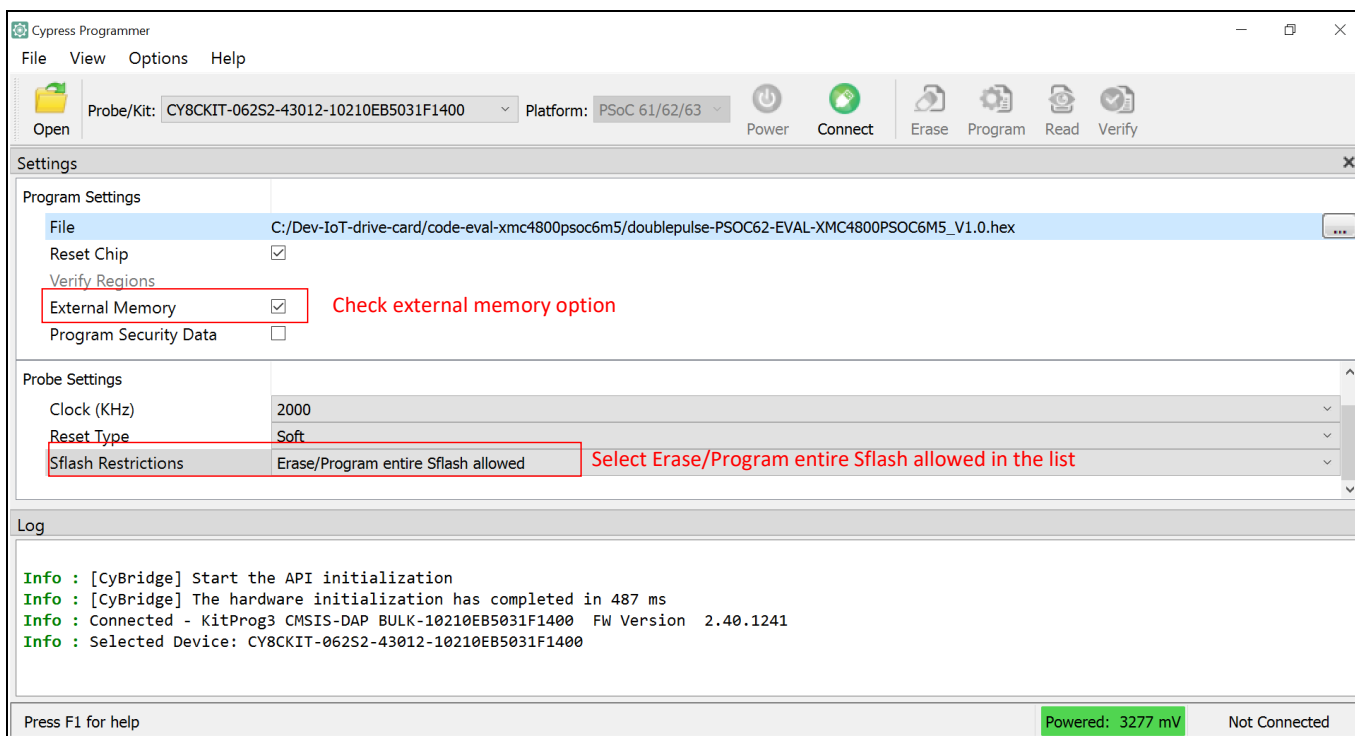 Cypress Programmer
File View Options Help
Open Probe/Kit: CY8CKIT-062S2-43012-10210EB5031F1400 Platform: PSoC 61/62/63 Power Connect Erase Program Read Verify
Settings
Program Settings
File C:/Dev-IoT-drive-card/code-eval-xmc4800psoc6m5/doublepulse-PSOC62-EVAL-XMC4800PSOC6M5_V1.0.hex ...
Reset Chip
Verify Regions
External Memory Check external memory option
Program Security Data
Probe Settings
Clock (KHz) 2000
Reset Type Soft
Sflash Restrictions Erase/Program entire Sflash allowed Select Erase/Program entire Sflash allowed in the list
Log
Info : [CyBridge] Start the API initialization
Info : [CyBridge] The hardware initialization has completed in 487 ms
Info : Connected - KitProg3 CMSIS-DAP BULK-10210EB5031F1400 FW Version 2.40.1241
Info : Selected Device: CY8CKIT-062S2-43012-10210EB5031F1400
Press F1 for help Powered: 3277 mV Not Connected